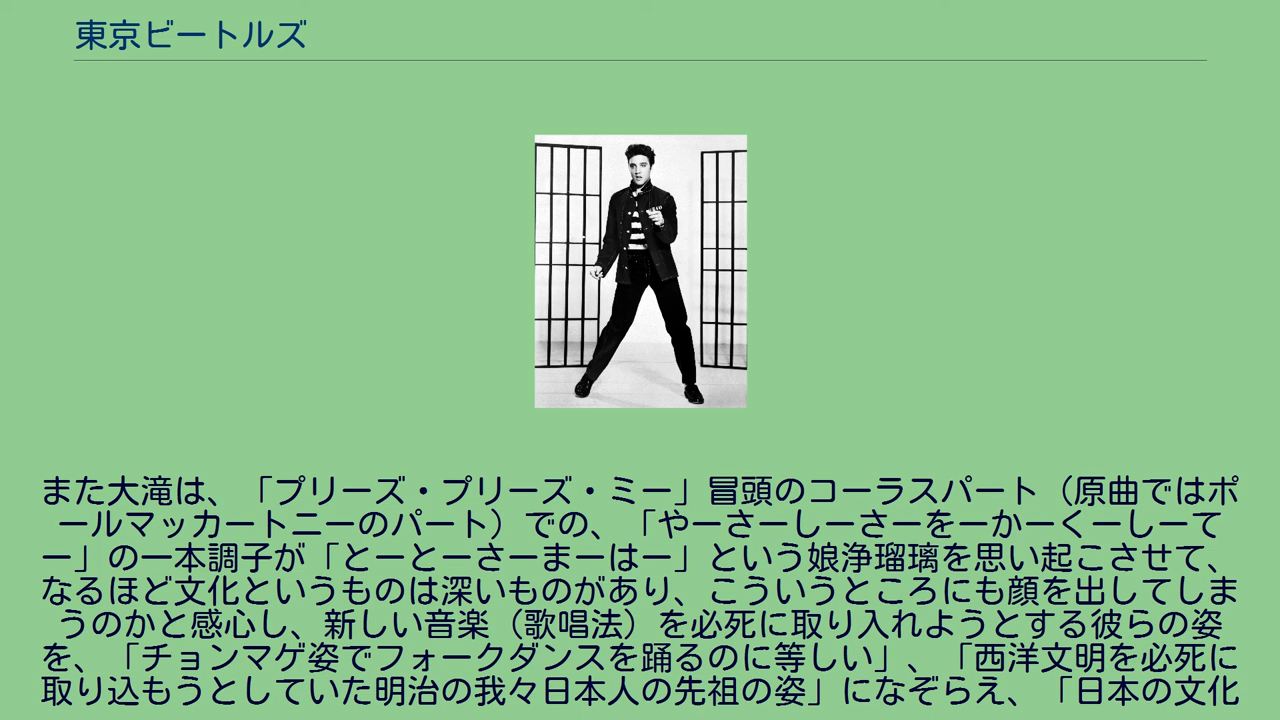 東京ビートルズ
また大滝は、「プリーズ・プリーズ・ミー」冒頭のコーラスパート（原曲ではポ
ールマッカートニーのパート）での、「やーさーしーさーをーかーくーしーて
ー」の一本調子が「とーとーさーまーはー」という娘浄瑠璃を思い起こさせて、
なるほど文化というものは深いものがあり、こういうところにも顔を出してしま
うのかと感心し、新しい音楽（歌唱法）を必死に取り入れようとする彼らの姿
を、「チョンマゲ姿でフォークダンスを踊るのに等しい」、「西洋文明を必死に
取り込もうとしていた明治の我々日本人の先祖の姿」になぞらえ、「日本の文化